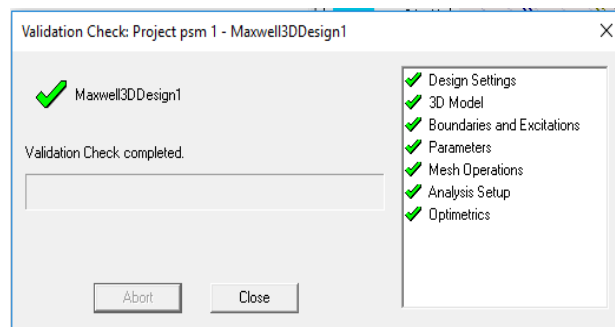 Validation Check: Project psm 1 - Maxwell3DDesign1
Maxwell3DDesign1
Validation Check completed.
Design Settings
3D Model
Boundaries and Excitations
Parameters
Mesh Operations
Analysis Setup
Optimetrics
Abort
Close